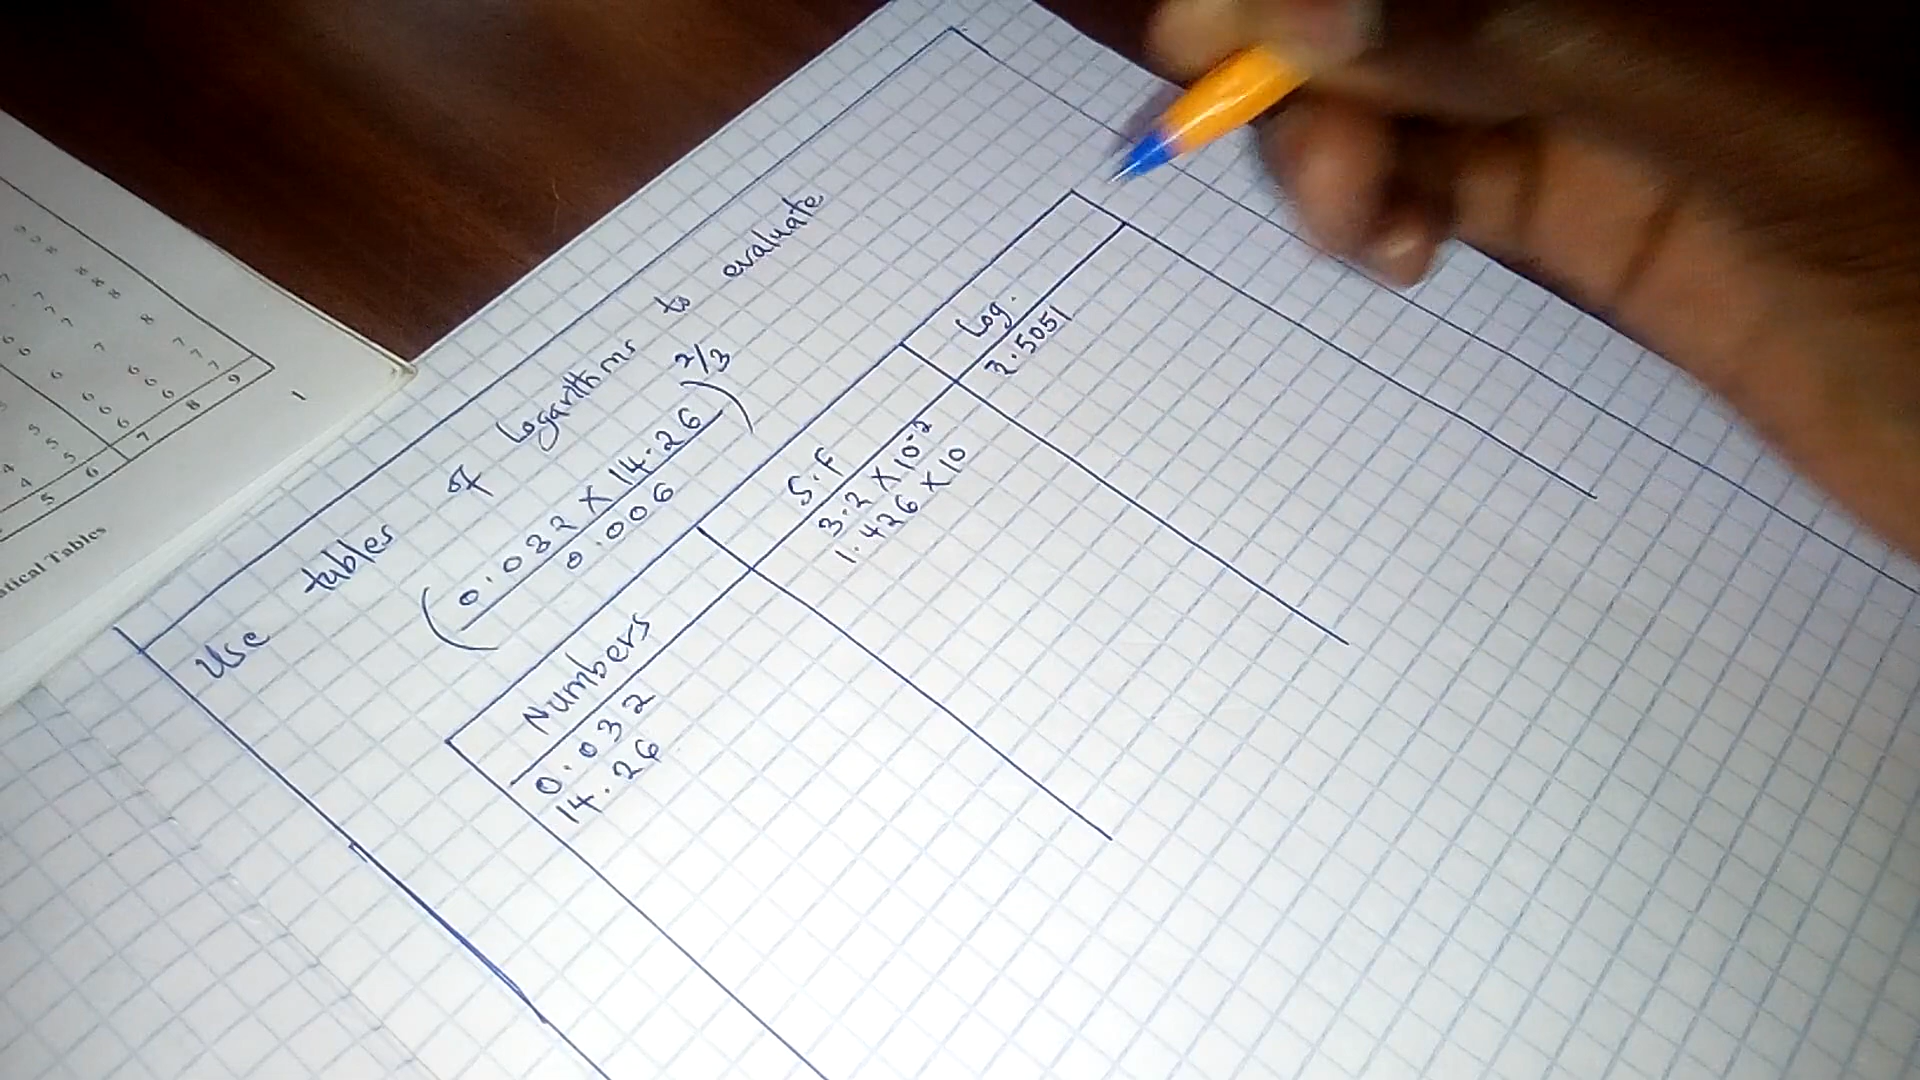 Use tables of logarithms to evaluate
(0.032 × 14.26)^2/3
0.006
Numbers S.F Log.
0.032 3.2 × 10^-2 2̄.5051
14.26 1.426 × 10
atical Tables
1